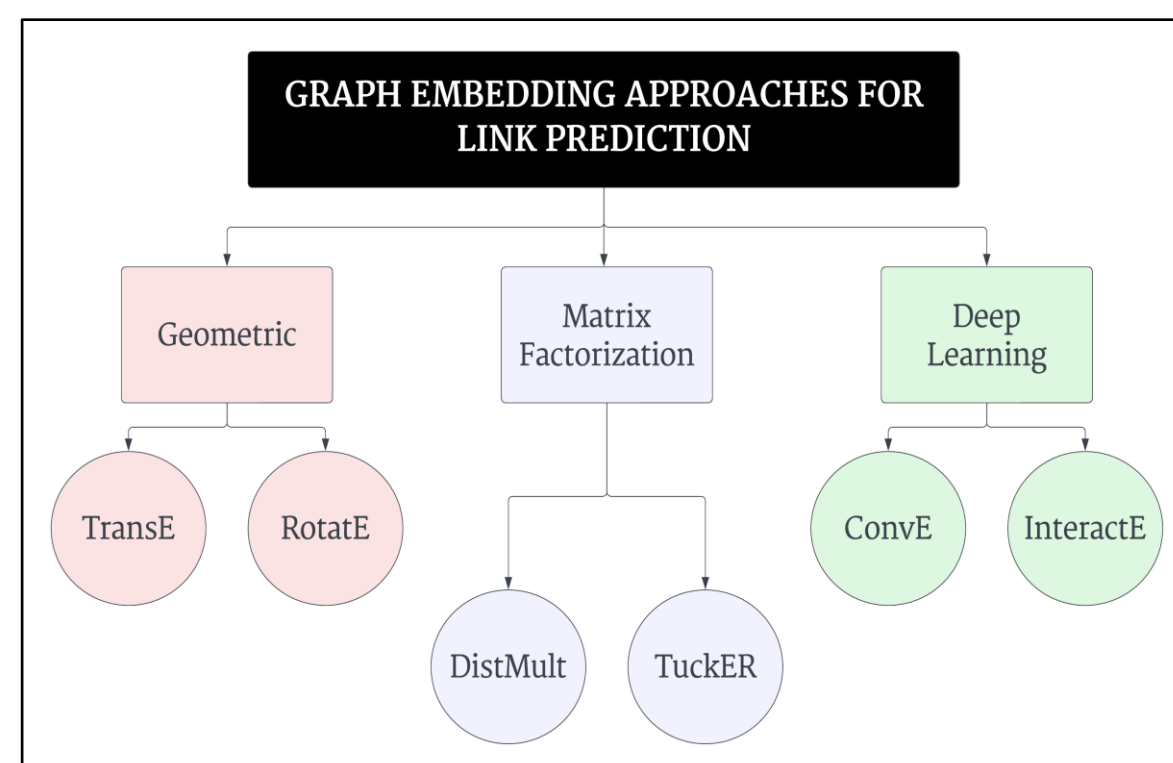 GRAPH EMBEDDING APPROACHES FOR
LINK PREDICTION
Geometric
Matrix
Factorization
Deep
Learning
TransE
RotatE
ConvE
InteractE
DistMult
TuckER